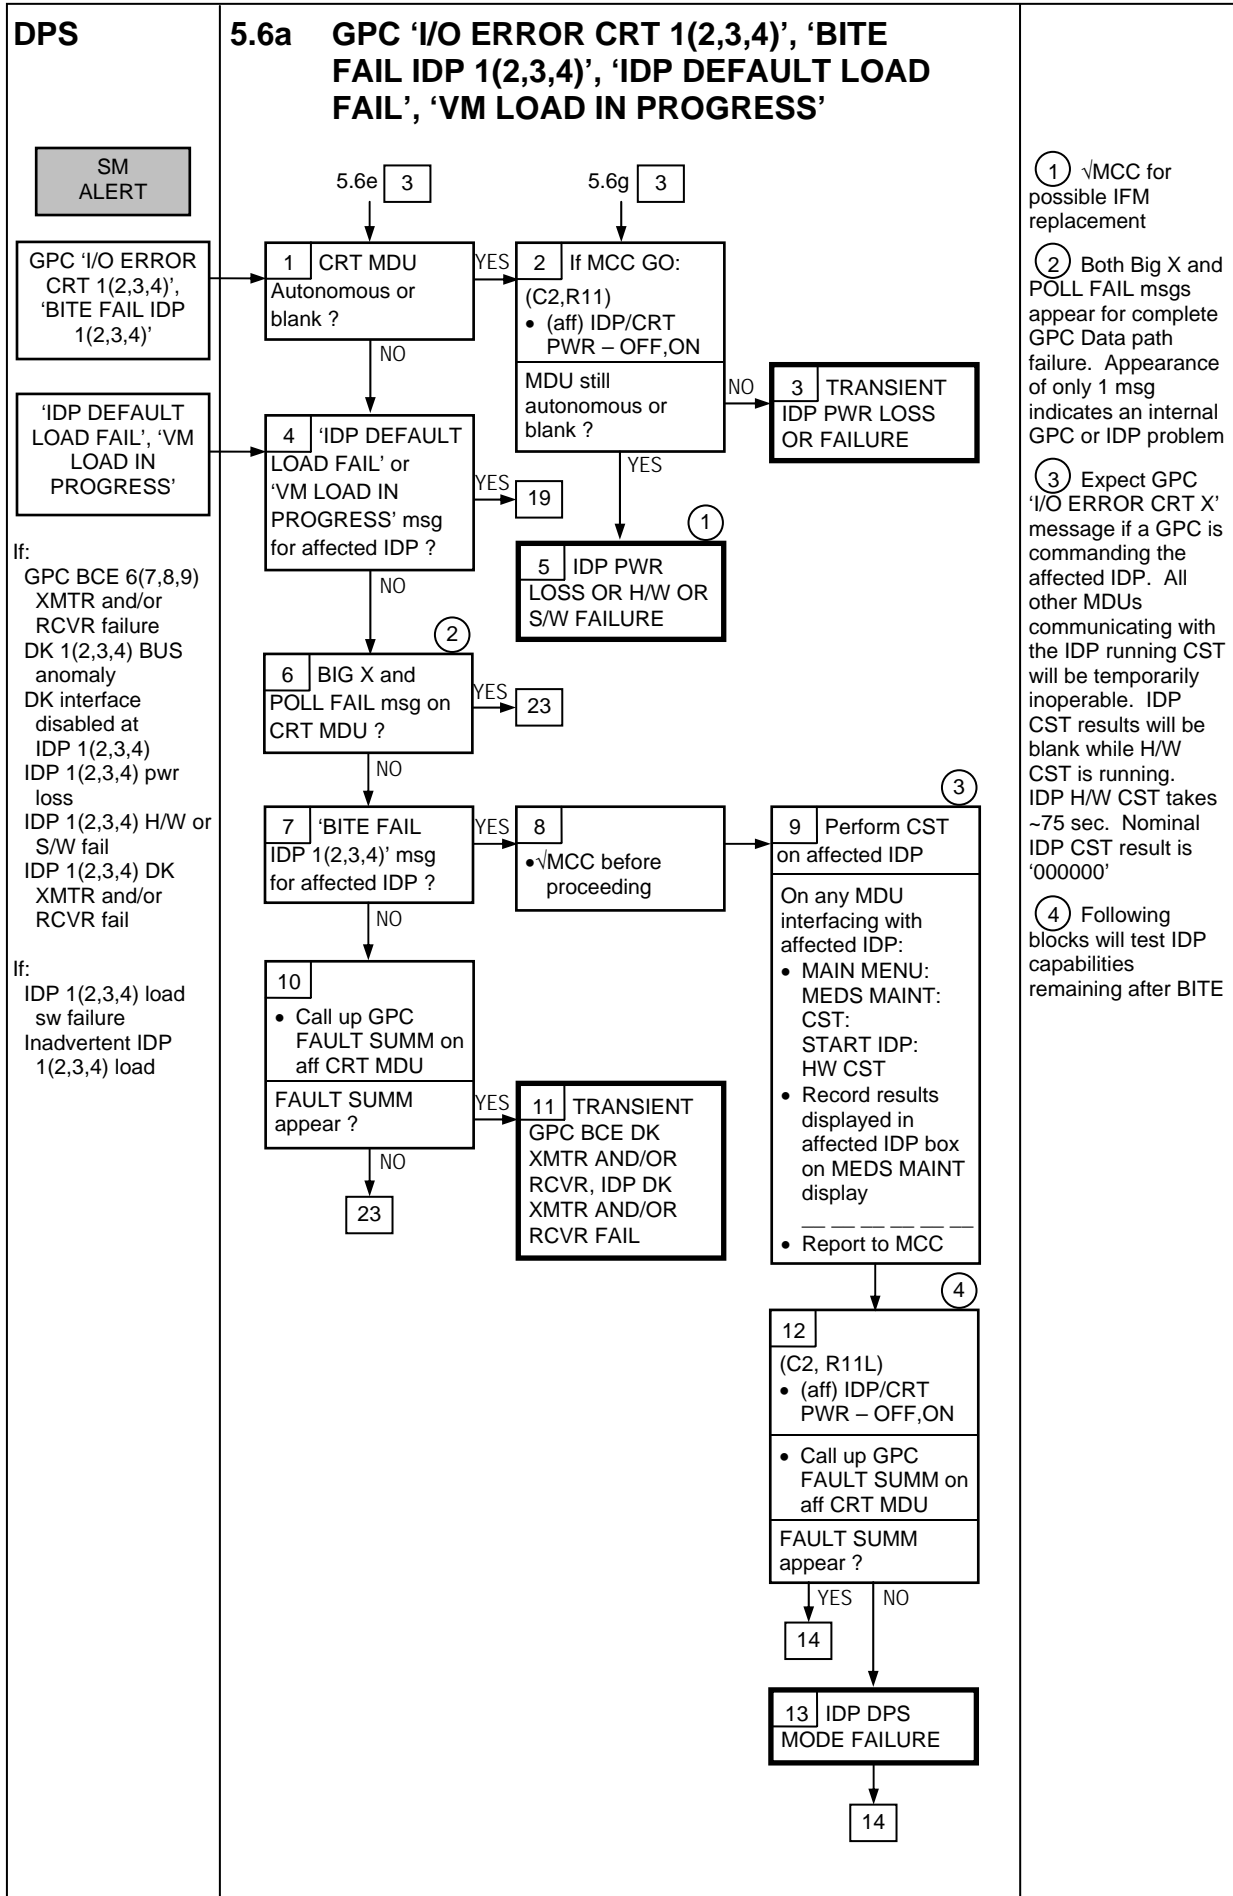 DPS
5.6a GPC ‘I/O ERROR CRT 1(2,3,4)’, ‘BITE
FAIL IDP 1(2,3,4)’, ‘IDP DEFAULT LOAD
FAIL’, ‘VM LOAD IN PROGRESS’
SM
ALERT
GPC ‘I/O ERROR
CRT 1(2,3,4)’,
‘BITE FAIL IDP
1(2,3,4)’
‘IDP DEFAULT
LOAD FAIL’, ‘VM
LOAD IN
PROGRESS’
If:
GPC BCE 6(7,8,9)
XMTR and/or
RCVR failure
DK 1(2,3,4) BUS
anomaly
DK interface
disabled at
IDP 1(2,3,4)
IDP 1(2,3,4) pwr
loss
IDP 1(2,3,4) H/W or
S/W fail
IDP 1(2,3,4) DK
XMTR and/or
RCVR fail
If:
IDP 1(2,3,4) load
sw failure
Inadvertent IDP
1(2,3,4) load
5.6e 3
5.6g 3
1 CRT MDU
Autonomous or
blank ?
YES
NO
2 If MCC GO:
(C2,R11)
• (aff) IDP/CRT
PWR – OFF,ON
MDU still
autonomous or
blank ?
NO
YES
3 TRANSIENT
IDP PWR LOSS
OR FAILURE
4 ‘IDP DEFAULT
LOAD FAIL’ or
‘VM LOAD IN
PROGRESS’ msg
for affected IDP ?
YES
19
NO
1
5 IDP PWR
LOSS OR H/W OR
S/W FAILURE
2
6 BIG X and
POLL FAIL msg on
CRT MDU ?
YES
23
NO
7 ‘BITE FAIL
IDP 1(2,3,4)’ msg
for affected IDP ?
YES
NO
8
•√MCC before
proceeding
3
9 Perform CST
on affected IDP
On any MDU
interfacing with
affected IDP:
• MAIN MENU:
MEDS MAINT:
CST:
START IDP:
HW CST
• Record results
displayed in
affected IDP box
on MEDS MAINT
display
__ __ __ __ __ __
• Report to MCC
10
• Call up GPC
FAULT SUMM on
aff CRT MDU
FAULT SUMM
appear ?
YES
NO
23
11 TRANSIENT
GPC BCE DK
XMTR AND/OR
RCVR, IDP DK
XMTR AND/OR
RCVR FAIL
4
12
(C2, R11L)
• (aff) IDP/CRT
PWR – OFF,ON
• Call up GPC
FAULT SUMM on
aff CRT MDU
FAULT SUMM
appear ?
YES NO
14
13 IDP DPS
MODE FAILURE
14
1 √MCC for
possible IFM
replacement
2 Both Big X and
POLL FAIL msgs
appear for complete
GPC Data path
failure. Appearance
of only 1 msg
indicates an internal
GPC or IDP problem
3 Expect GPC
‘I/O ERROR CRT X’
message if a GPC is
commanding the
affected IDP. All
other MDUs
communicating with
the IDP running CST
will be temporarily
inoperable. IDP
CST results will be
blank while H/W
CST is running.
IDP H/W CST takes
~75 sec. Nominal
IDP CST result is
‘000000’
4 Following
blocks will test IDP
capabilities
remaining after BITE